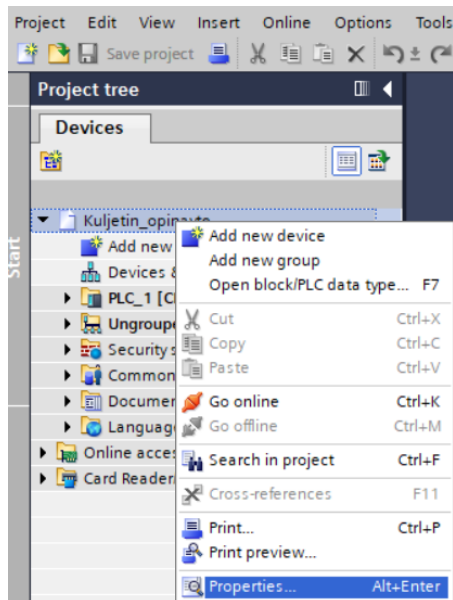 Project Edit View Insert Online Options Tools
Save project
Project tree
Devices
Start
Kuljetin_opinayte
Add new
Devices &
PLC_1 [C
Ungroupe
Security s
Common
Documer
Languag
Online acces
Card Reader
Add new device
Add new group
Open block/PLC data type... F7
Cut Ctrl+X
Copy Ctrl+C
Paste Ctrl+V
Go online Ctrl+K
Go offline Ctrl+M
Search in project Ctrl+F
Cross-references F11
Print... Ctrl+P
Print preview...
Properties... Alt+Enter